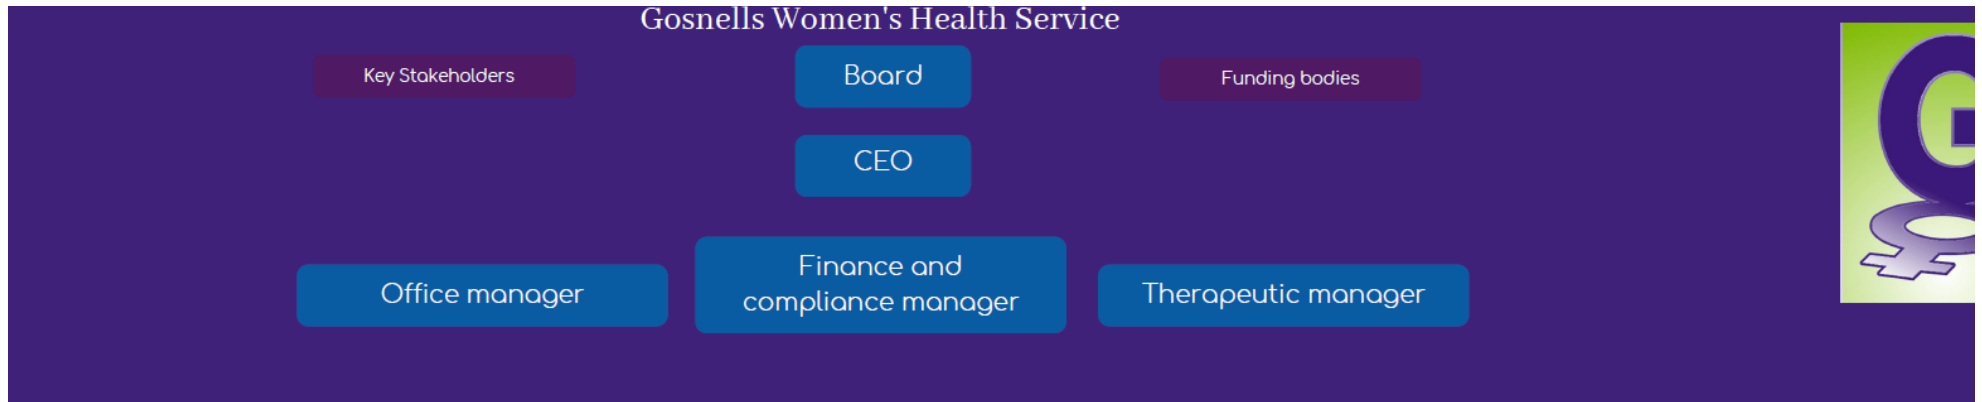 Gosnells Women's Health Service
Key Stakeholders
Board
Funding bodies
CEO
Office manager
Finance and
compliance manager
Therapeutic manager
G